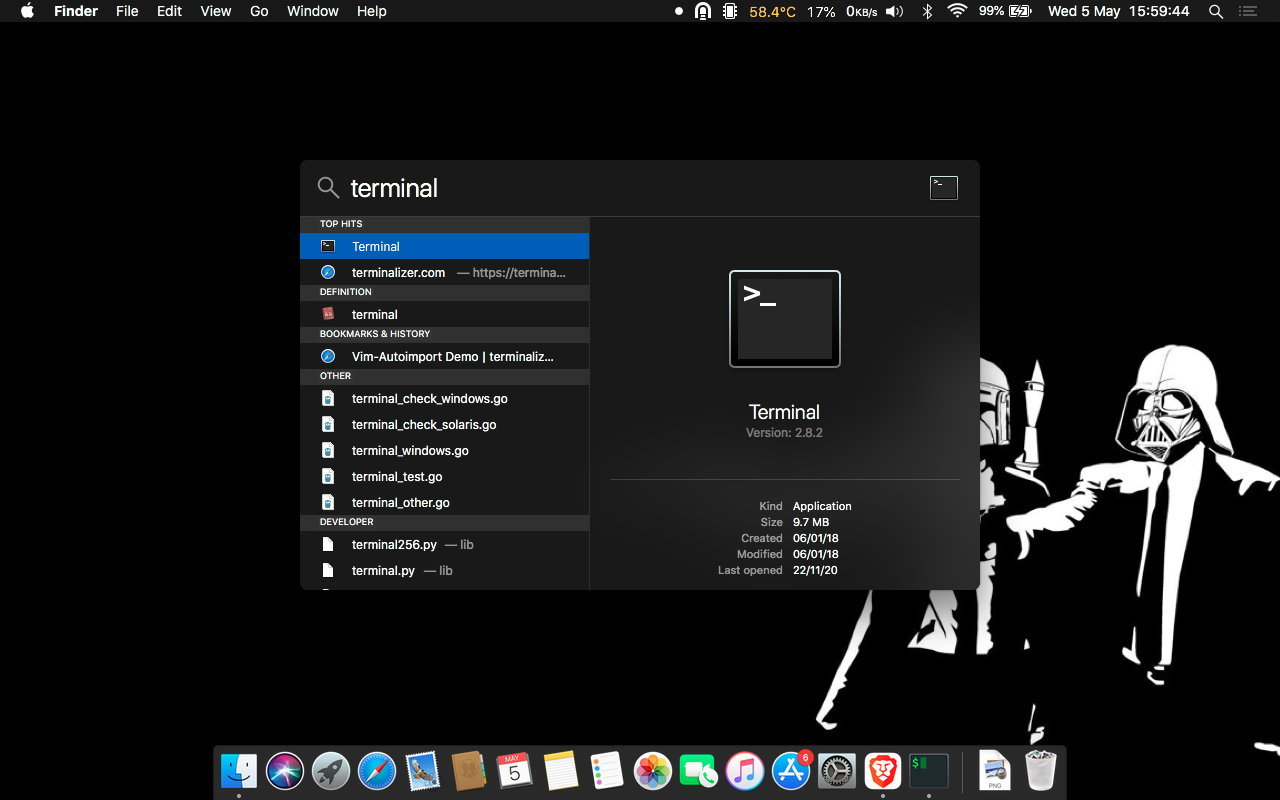 Finder File Edit View Go Window Help 58.4°C 17% 0KB/s 99% Wed 5 May 15:59:44
terminal
TOP HITS
Terminal
terminalizer.com — https://termina...
DEFINITION
terminal
BOOKMARKS & HISTORY
Vim-Autoimport Demo | terminaliz...
OTHER
terminal_check_windows.go
terminal_check_solaris.go
terminal_windows.go
terminal_test.go
terminal_other.go
DEVELOPER
terminal256.py — lib
terminal.py — lib
>_
Terminal
Version: 2.8.2
Kind Application
Size 9.7 MB
Created 06/01/18
Modified 06/01/18
Last opened 22/11/20
MAY
5
6
$
PNG